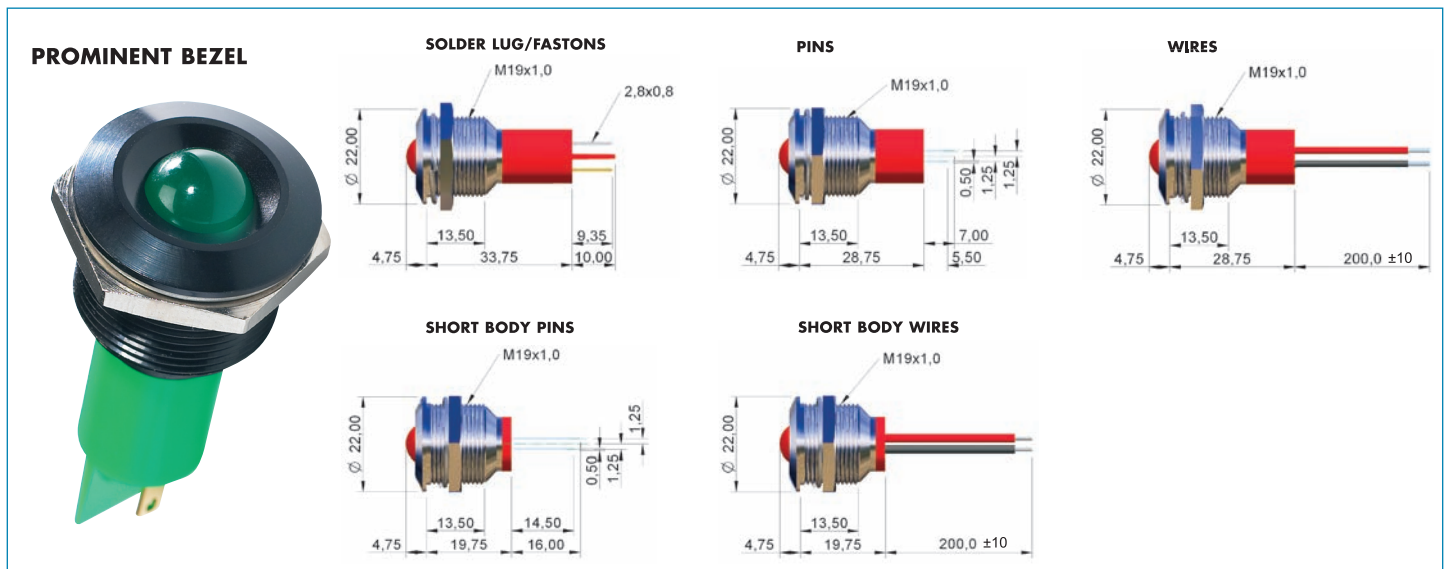 PROMINENT BEZEL
SOLDER LUG/FASTONS
M19x1,0
2,8x0,8
Ø 22,00
13,50
9,35
4,75
33,75
10,00
PINS
M19x1,0
Ø 22,00
0,50
1,25
1,25
13,50
7,00
4,75
28,75
5,50
WIRES
M19x1,0
Ø 22,00
13,50
4,75
28,75
200,0 ±10
SHORT BODY PINS
M19x1,0
Ø 22,00
1,25
0,50
1,25
13,50
14,50
4,75
19,75
16,00
SHORT BODY WIRES
M19x1,0
Ø 22,00
13,50
4,75
19,75
200,0 ±10